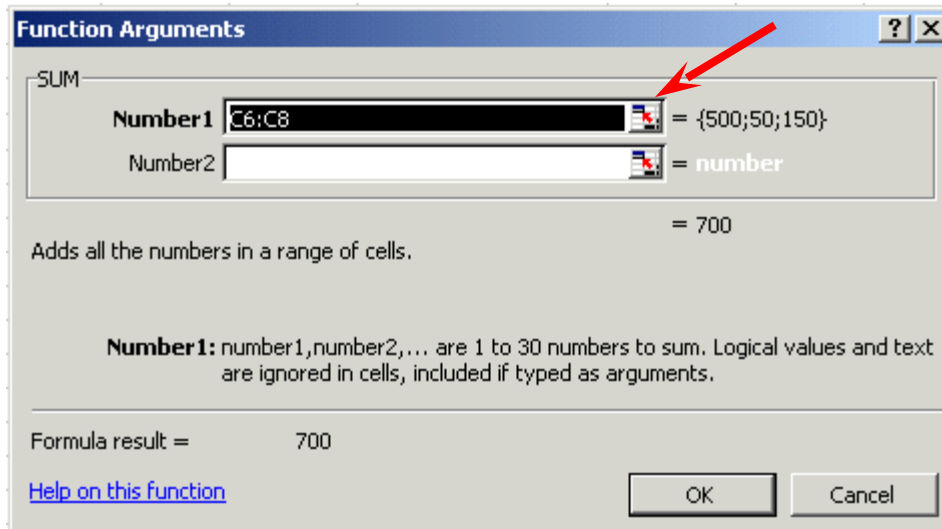 Function Arguments
SUM
Number1 C6:C8 = {500;50;150}
Number2 = number
= 700
Adds all the numbers in a range of cells.
Number1: number1,number2,... are 1 to 30 numbers to sum. Logical values and text
are ignored in cells, included if typed as arguments.
Formula result = 700
Help on this function OK Cancel